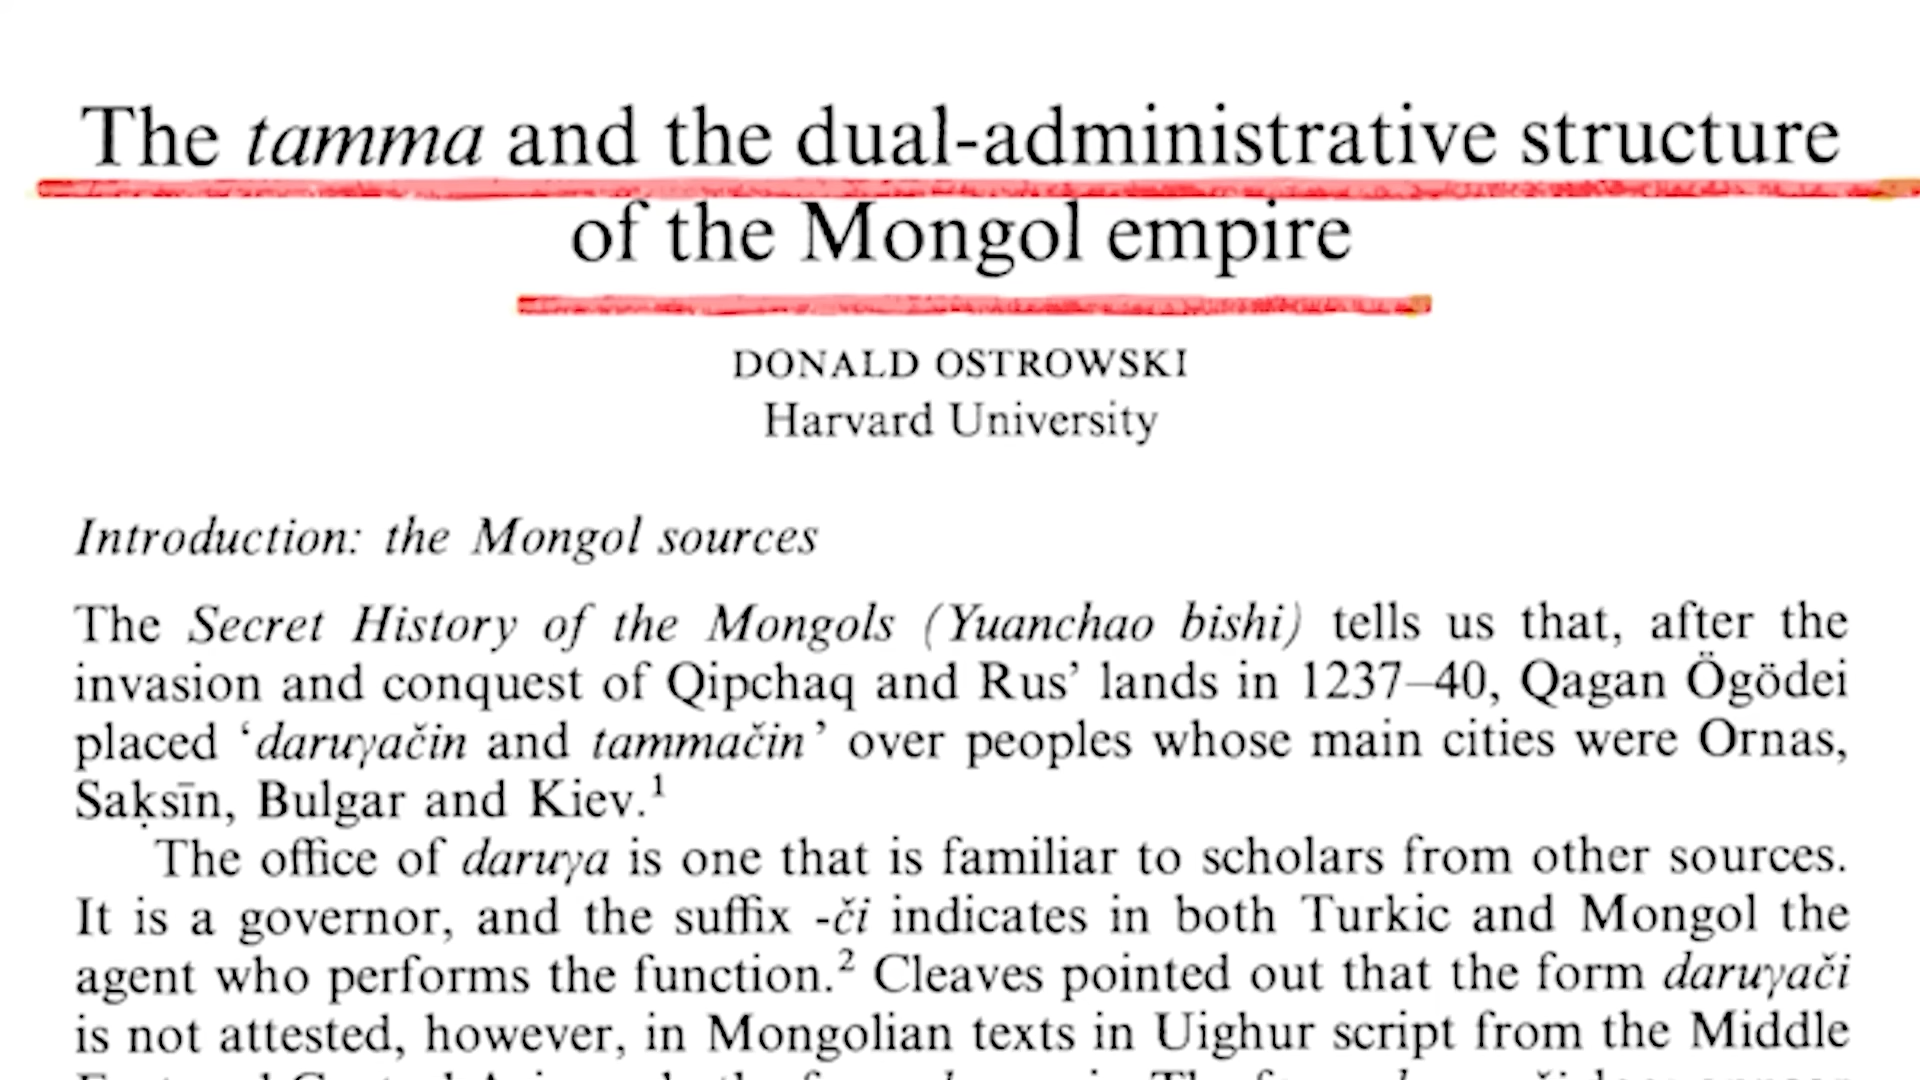 The tamma and the dual-administrative structure
of the Mongol empire
DONALD OSTROWSKI
Harvard University
Introduction: the Mongol sources
The Secret History of the Mongols (Yuanchao bishi) tells us that, after the
invasion and conquest of Qipchaq and Rus’ lands in 1237–40, Qagan Ögödei
placed ‘daruγačin and tammačin’ over peoples whose main cities were Ornas,
Saḳsīn, Bulgar and Kiev.¹
The office of daruγa is one that is familiar to scholars from other sources.
It is a governor, and the suffix -či indicates in both Turkic and Mongol the
agent who performs the function.² Cleaves pointed out that the form daruγači
is not attested, however, in Mongolian texts in Uighur script from the Middle